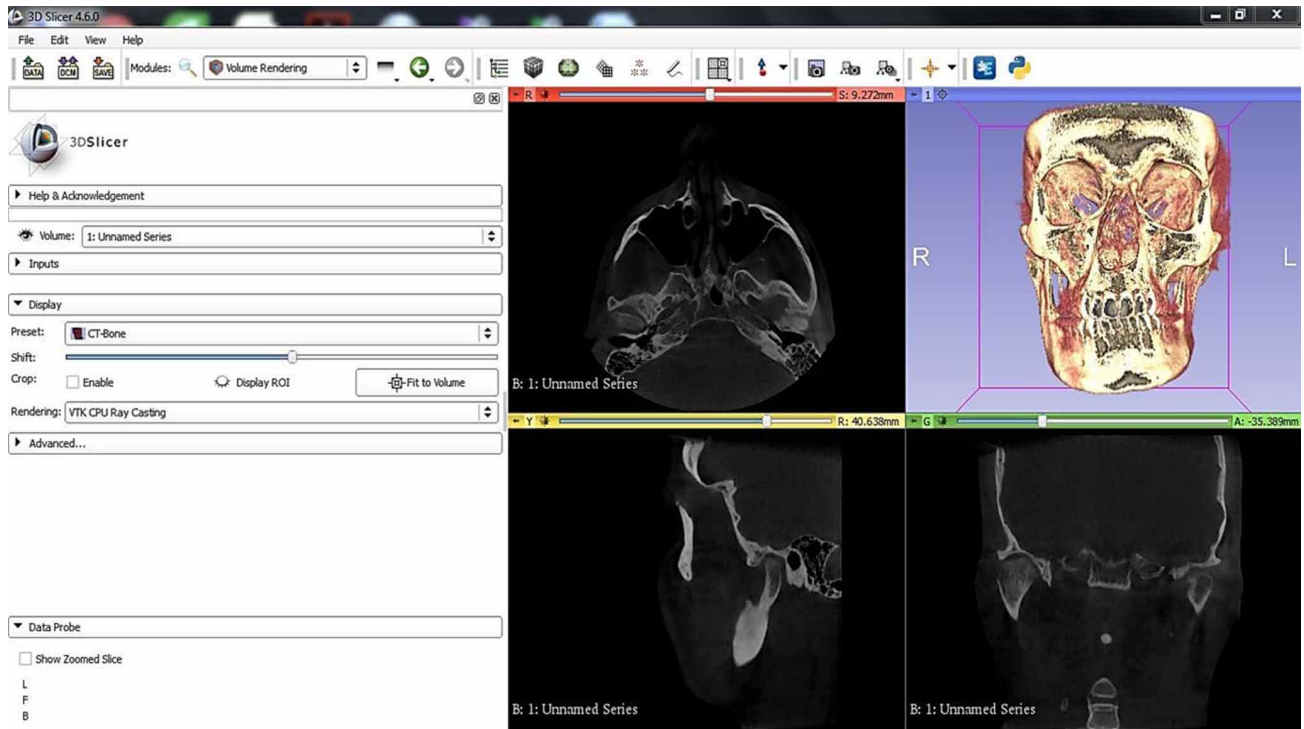 3D Slicer 4.6.0
File Edit View Help
DATA DCM SAVE Modules: Volume Rendering
3DSlicer
Help & Acknowledgement
Volume: 1: Unnamed Series
Inputs
Display
Preset: CT-Bone
Shift:
Crop: Enable Display ROI Fit to Volume
Rendering: VTK CPU Ray Casting
Advanced...
Data Probe
Show Zoomed Slice
L
F
B
R S: 9.272mm
B: 1: Unnamed Series
1
R L
Y R: 40.638mm
B: 1: Unnamed Series
G A: -35.389mm
B: 1: Unnamed Series